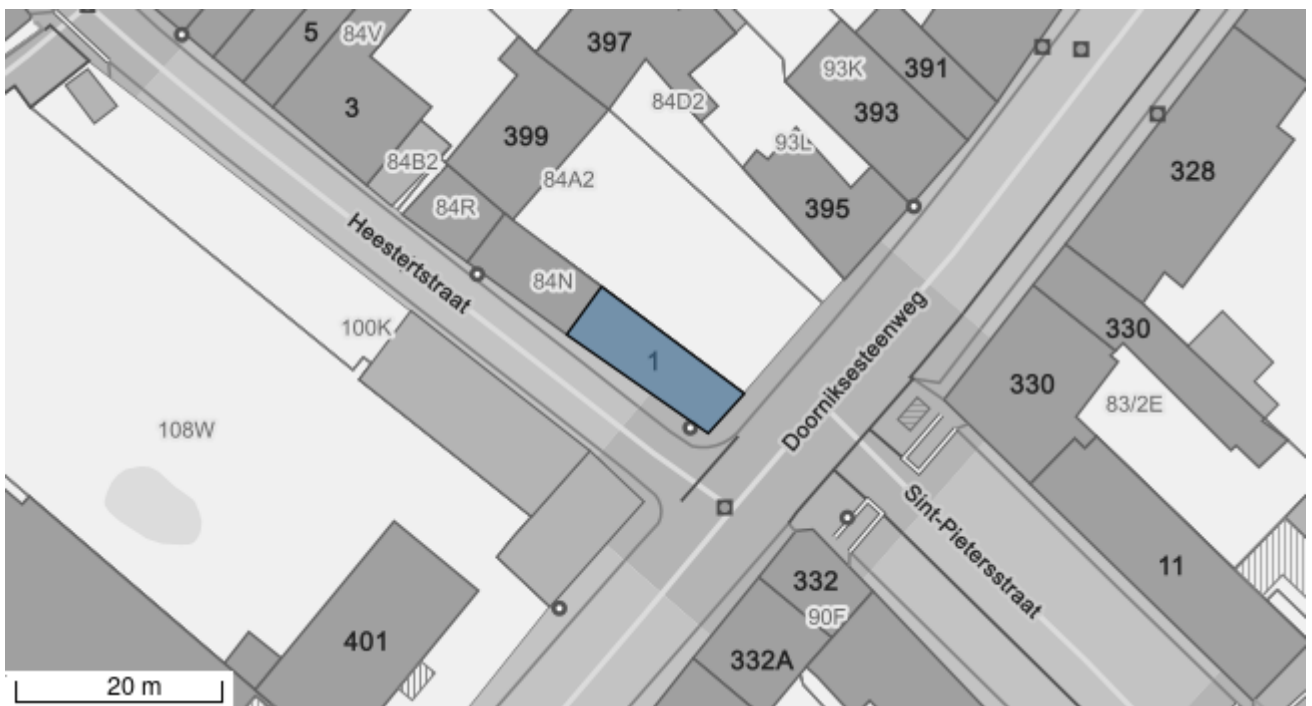 5
84V
397
93K
391
3
84D2
393
399
93L
328
84B2
84A2
84R
395
Heestertstraat
84N
100K
330
1
Doorniksesteenweg
330
83/2E
108W
Sint-Pietersstraat
11
332
90F
401
332A
20 m